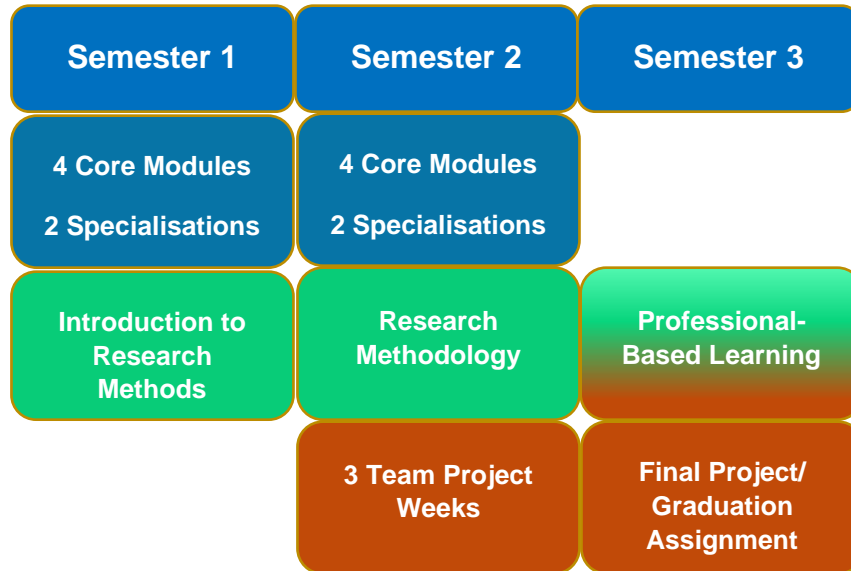 Semester 1
Semester 2
Semester 3
4 Core Modules
2 Specialisations
4 Core Modules
2 Specialisations
Introduction to
Research
Methods
Research
Methodology
Professional-
Based Learning
3 Team Project
Weeks
Final Project/
Graduation
Assignment